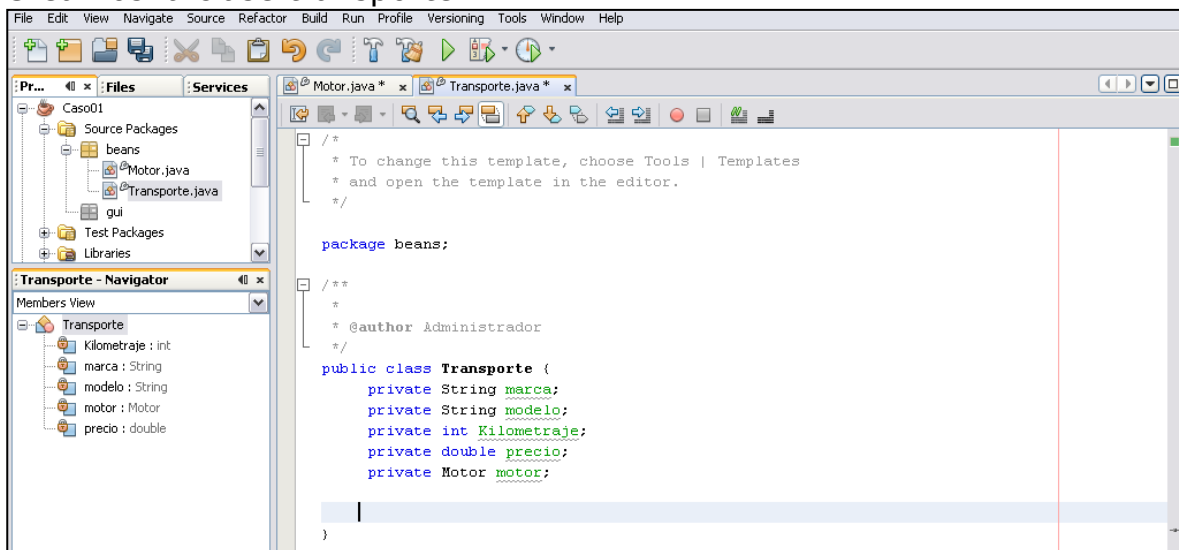 File Edit View Navigate Source Refactor Build Run Profile Versioning Tools Window Help
Pr... Files Services
Caso01
Source Packages
beans
Motor.java
Transporte.java
gui
Test Packages
Libraries
Transporte - Navigator
Members View
Transporte
Kilometraje : int
marca : String
modelo : String
motor : Motor
precio : double
Motor.java * x Transporte.java * x
/*
* To change this template, choose Tools | Templates
* and open the template in the editor.
*/
package beans;
/**
*
* @author Administrador
*/
public class Transporte {
private String marca;
private String modelo;
private int Kilometraje;
private double precio;
private Motor motor;
}